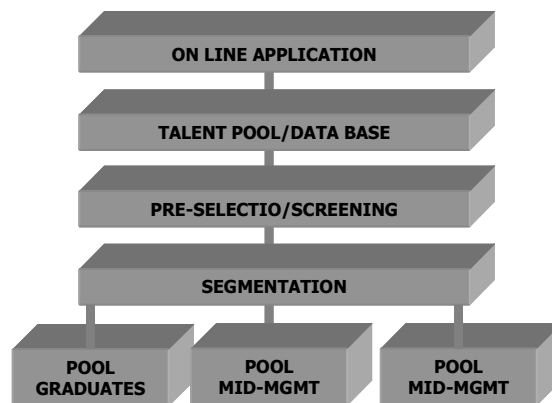 ON LINE APPLICATION
TALENT POOL/DATA BASE
PRE-SELECTIO/SCREENING
SEGMENTATION
POOL
GRADUATES
POOL
MID-MGMT
POOL
MID-MGMT